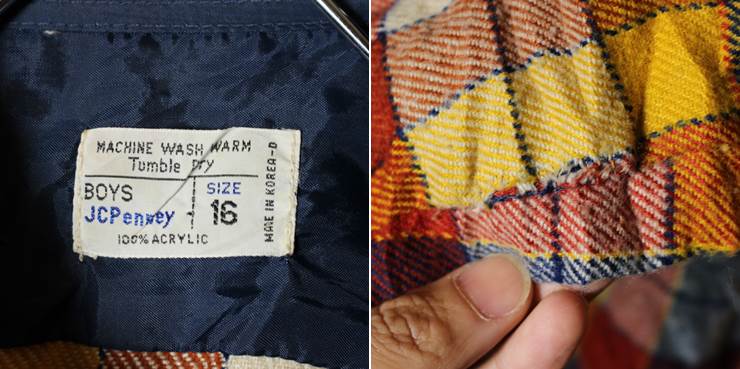 MACHINE WASH WARM
Tumble Dry
BOYS
JCPenney
SIZE
16
100% ACRYLIC
MADE IN KOREA-D